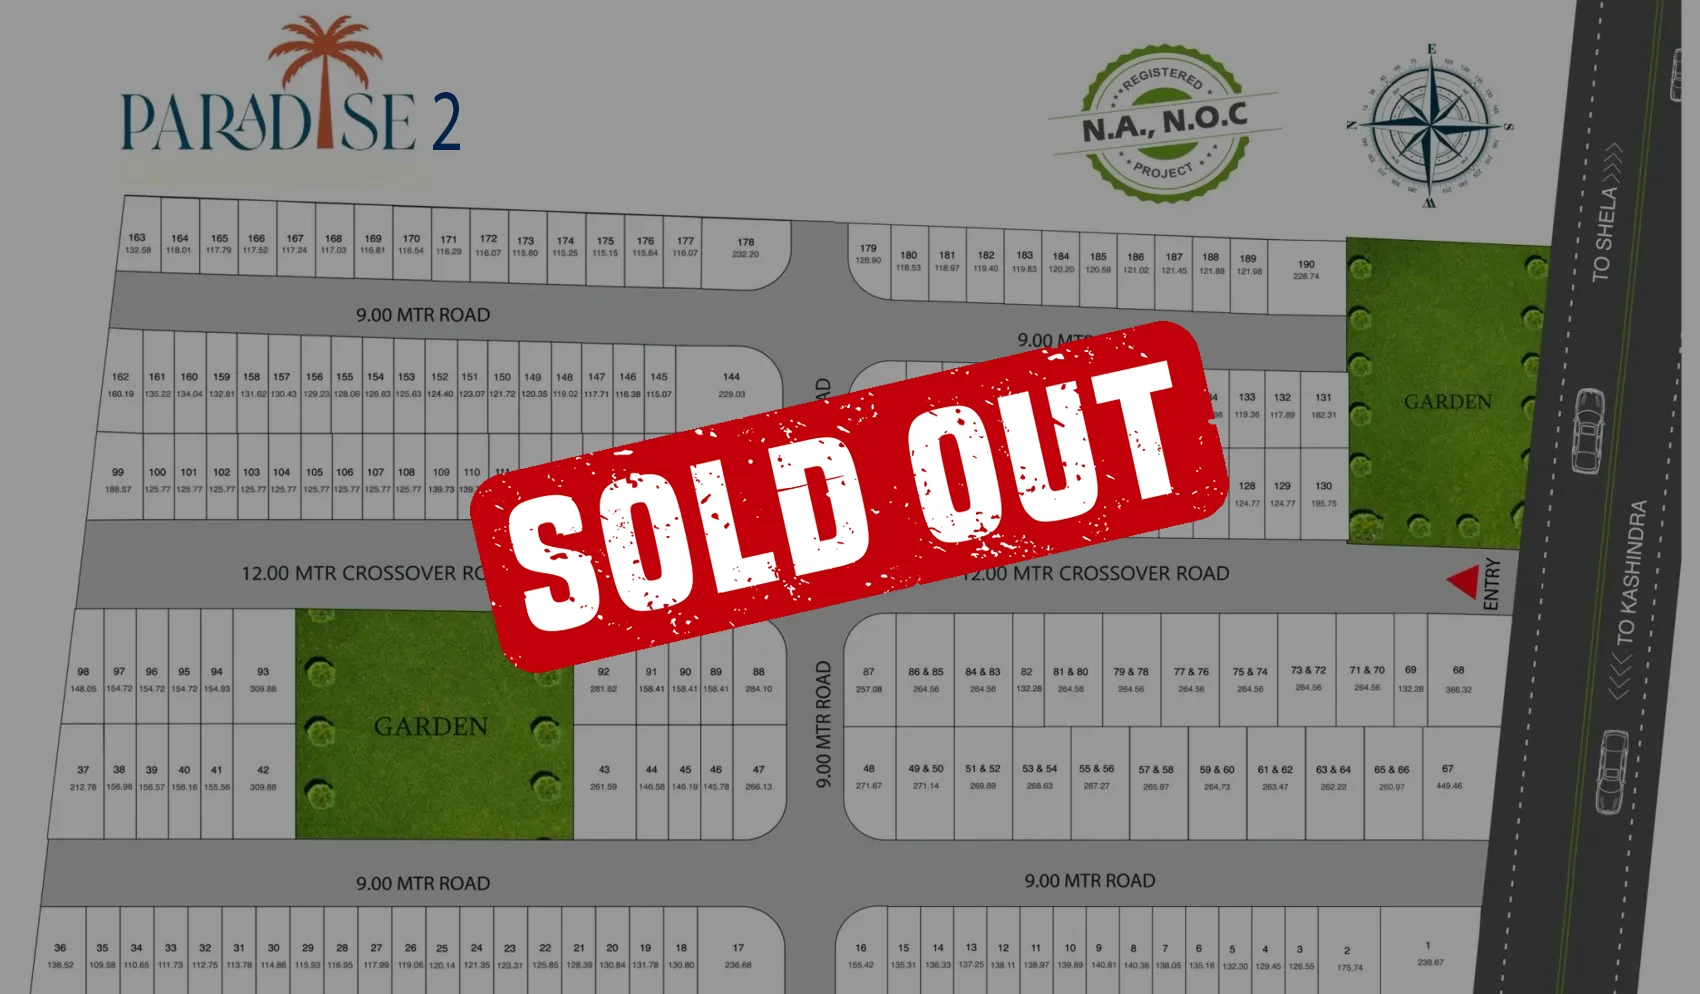 PARADISE 2
REGISTERED
N.A., N.O.C
PROJECT
E
N
S
W
TO SHELA
163 164 165 166 167 168 169 170 171 172 173 174 175 176 177 178
132.58 118.01 117.79 117.52 117.24 117.03 116.81 116.54 116.29 116.07 115.80 115.25 115.15 115.64 116.07 232.20
179 180 181 182 183 184 185 186 187 188 189 190
128.90 118.53 118.97 119.40 119.83 120.20 120.59 121.02 121.45 121.88 121.98 228.74
9.00 MTR ROAD
9.00 MTR
GARDEN
162 161 160 159 158 157 156 155 154 153 152 151 150 149 148 147 146 145 144
160.19 135.22 134.04 132.81 131.62 130.43 129.23 128.06 126.83 125.63 124.40 123.07 121.72 120.35 119.02 117.71 116.38 115.07 229.03
133 132 131
119.36 117.89 182.31
SOLD OUT
99 100 101 102 103 104 105 106 107 108 109 110
188.57 125.77 125.77 125.77 125.77 125.77 125.77 125.77 125.77 125.77 139.73
128 129 130
124.77 124.77 195.75
12.00 MTR CROSSOVER
12.00 MTR CROSSOVER ROAD
ENTRY
TO KASHINDRA
98 97 96 95 94 93
148.05 154.72 154.72 154.72 154.93 309.88
GARDEN
92 91 90 89 88
281.62 158.41 158.41 158.41 284.10
9.00 MTR ROAD
87 86 & 85 84 & 83 82 81 & 80 79 & 78 77 & 76 75 & 74 73 & 72 71 & 70 69 68
257.08 264.56 264.56 132.28 264.56 264.56 264.56 264.56 264.56 264.56 132.28 366.32
37 38 39 40 41 42
212.78 156.98 156.57 156.16 155.56 309.88
43 44 45 46 47
261.59 146.58 146.19 145.78 266.13
48 49 & 50 51 & 52 53 & 54 55 & 56 57 & 58 59 & 60 61 & 62 63 & 64 65 & 66 67
271.67 271.14 269.89 268.63 267.27 265.97 264.73 263.47 262.22 260.97 449.46
9.00 MTR ROAD
9.00 MTR ROAD
36 35 34 33 32 31 30 29 28 27 26 25 24 23 22 21 20 19 18 17
138.52 109.58 110.65 111.73 112.75 113.78 114.86 115.93 116.95 117.99 119.06 120.14 121.35 123.31 125.85 128.39 130.84 131.78 130.80 236.68
16 15 14 13 12 11 10 9 8 7 6 5 4 3 2 1
155.42 135.31 136.33 137.25 138.11 138.97 139.89 140.81 140.38 138.05 135.16 132.30 129.45 126.55 175.74 238.67